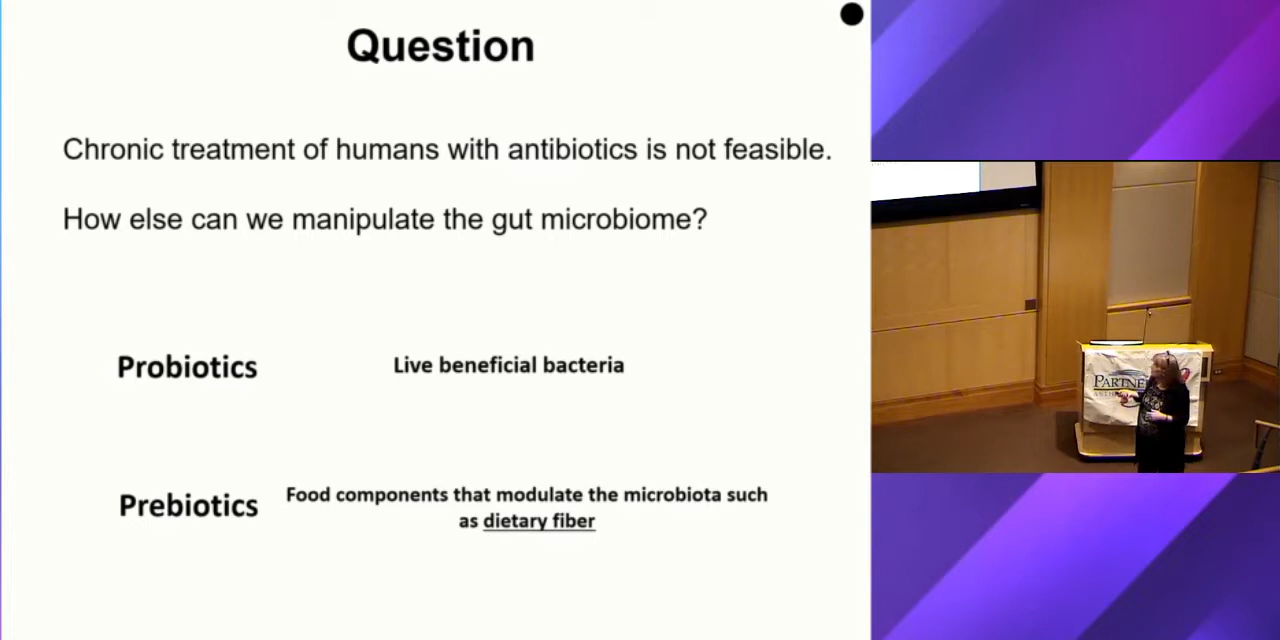 Question
Chronic treatment of humans with antibiotics is not feasible.
How else can we manipulate the gut microbiome?
Probiotics
Live beneficial bacteria
Prebiotics
Food components that modulate the microbiota such
as dietary fiber